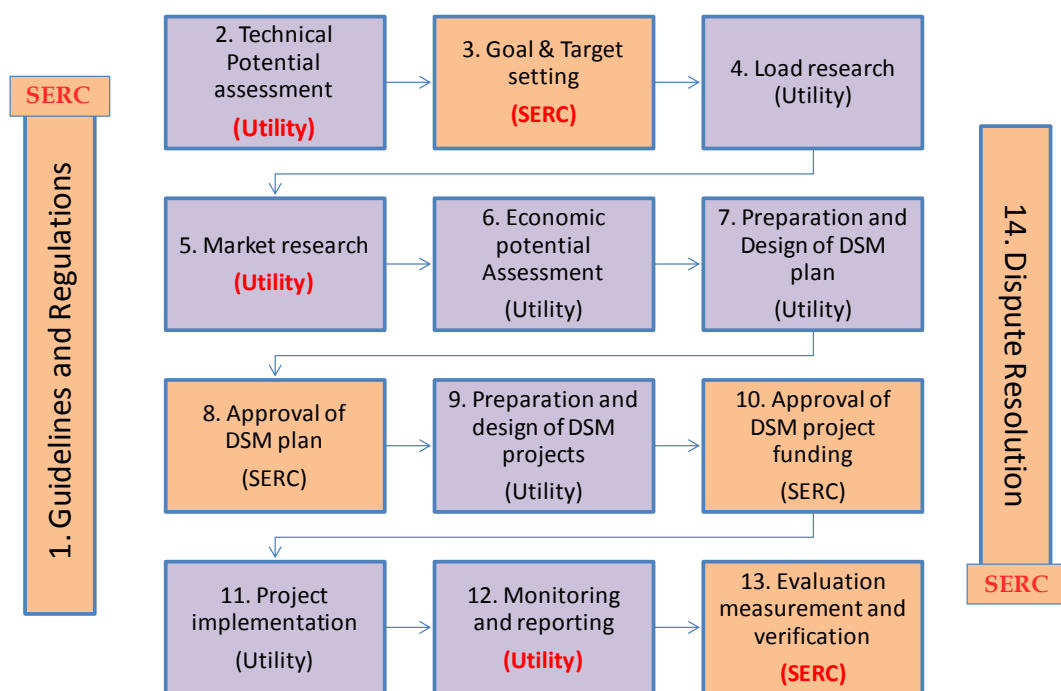 SERC
1. Guidelines and Regulations
2. Technical
Potential
assessment
(Utility)
3. Goal & Target
setting
(SERC)
4. Load research
(Utility)
5. Market research
(Utility)
6. Economic
potential
Assessment
(Utility)
7. Preparation and
Design of DSM
plan
(Utility)
8. Approval of
DSM plan
(SERC)
9. Preparation and
design of DSM
projects
(Utility)
10. Approval of
DSM project
funding
(SERC)
11. Project
implementation
(Utility)
12. Monitoring
and reporting
(Utility)
13. Evaluation
measurement and
verification
(SERC)
14. Dispute Resolution
SERC